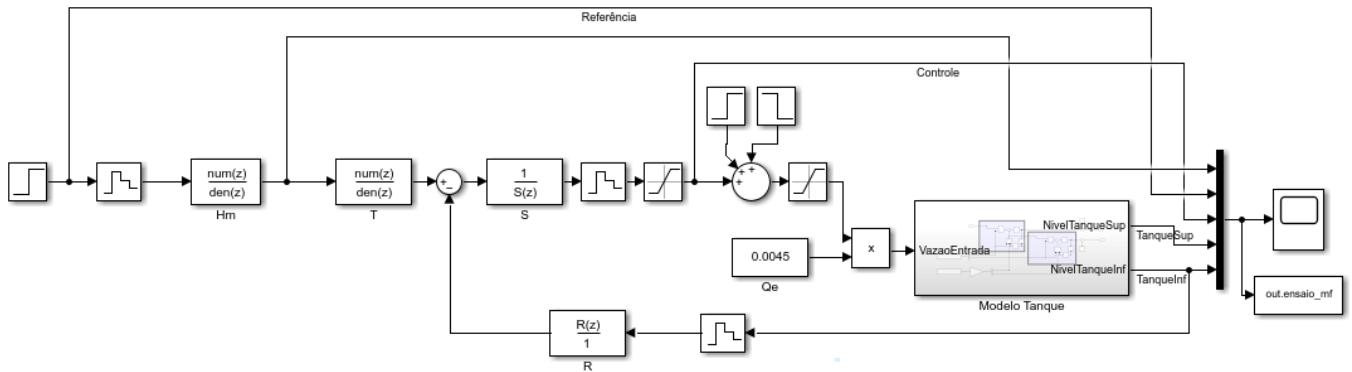 Referência
Controle
num(z)
den(z)
Hm
num(z)
den(z)
T
+
−
1
S(z)
S
+
+
+
0.0045
Qe
x
VazaoEntrada
NivelTanqueSup
NivelTanqueInf
Modelo Tanque
TanqueSup
TanqueInf
out.ensaio_mf
R(z)
1
R